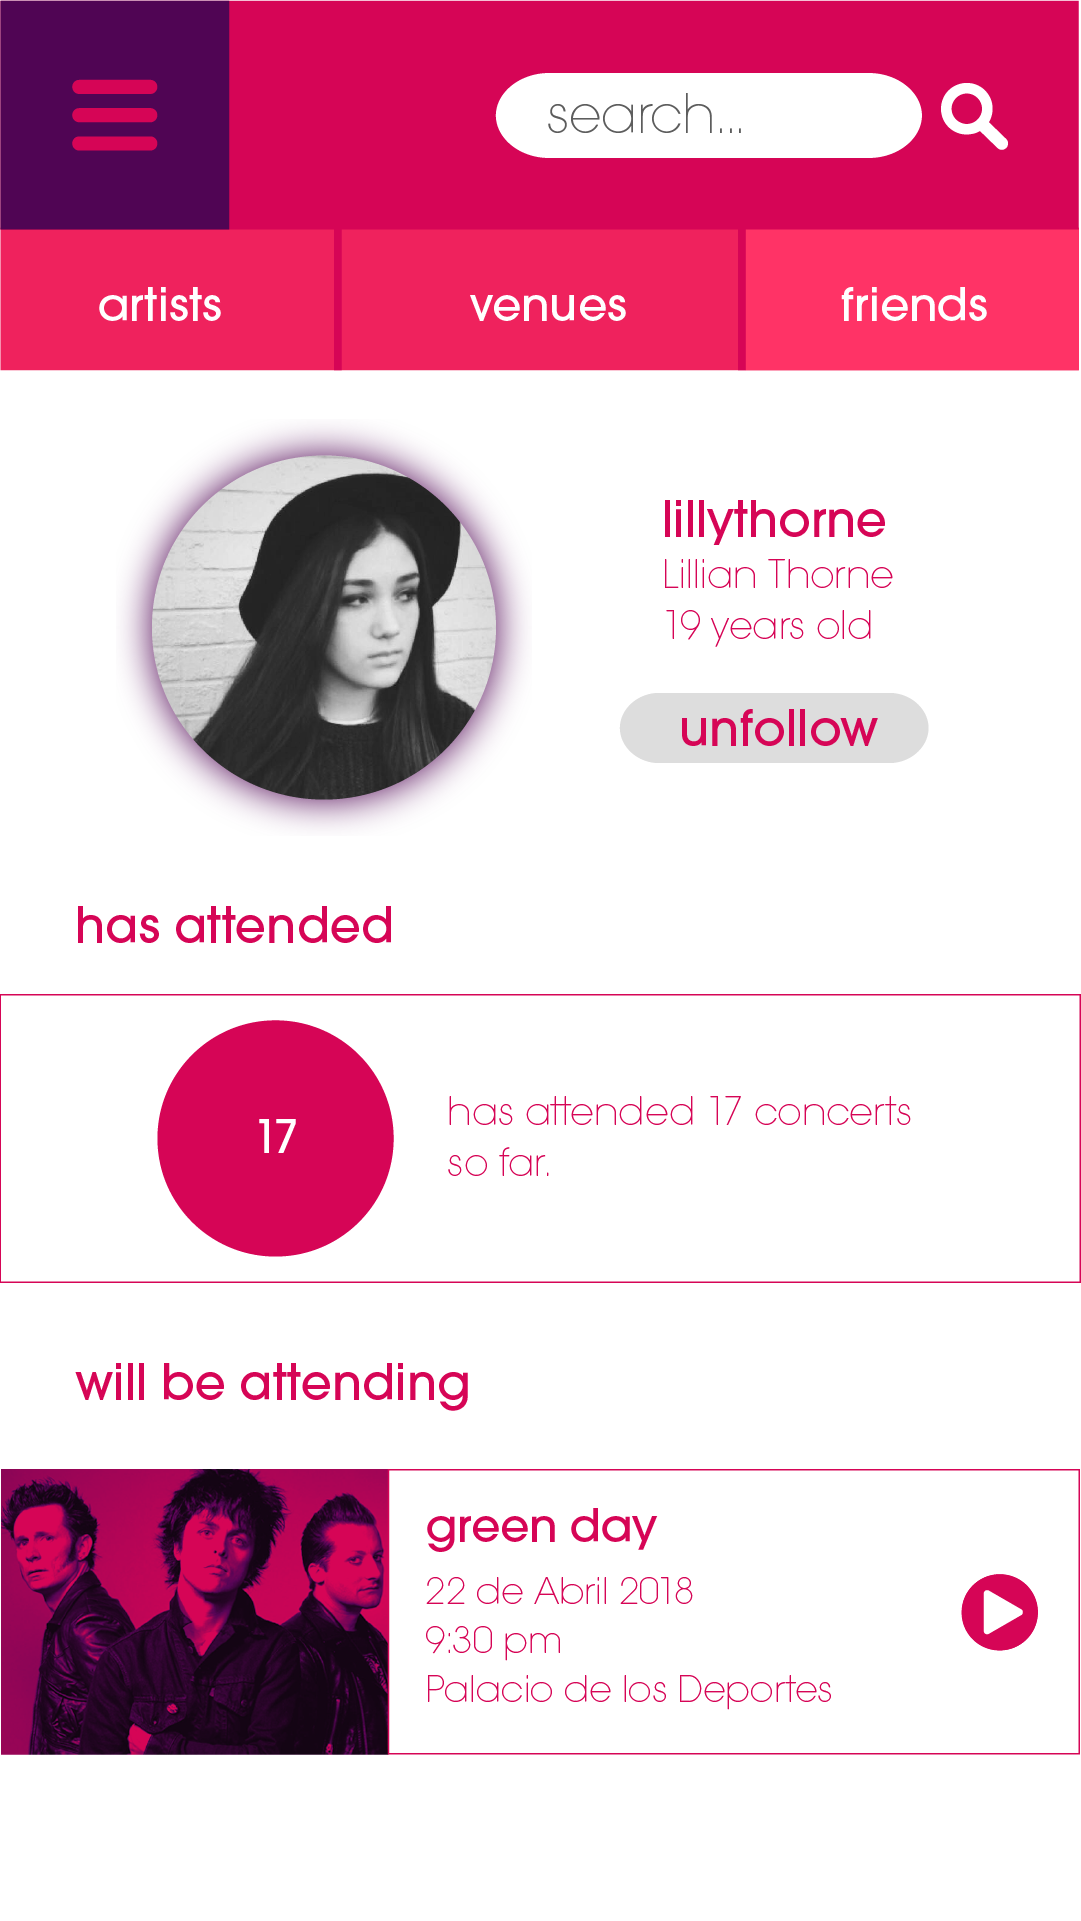 search...
artists
venues
friends
lillythorne
Lillian Thorne
19 years old
unfollow
has attended
17
has attended 17 concerts
so far.
will be attending
green day
22 de Abril 2018
9:30 pm
Palacio de los Deportes